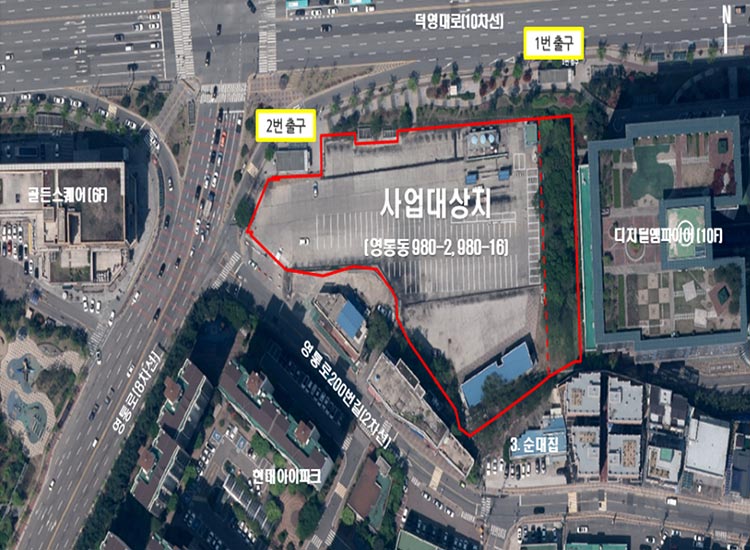 덕영대로(10차선)
N
1번 출구
2번 출구
골든스퀘어(6F)
사업대상지
(영통동 980-2, 980-16)
디지털엠파이어(10F)
영통로(8차선)
영통로200번길(2차선)
3. 순대집
현대아이파크